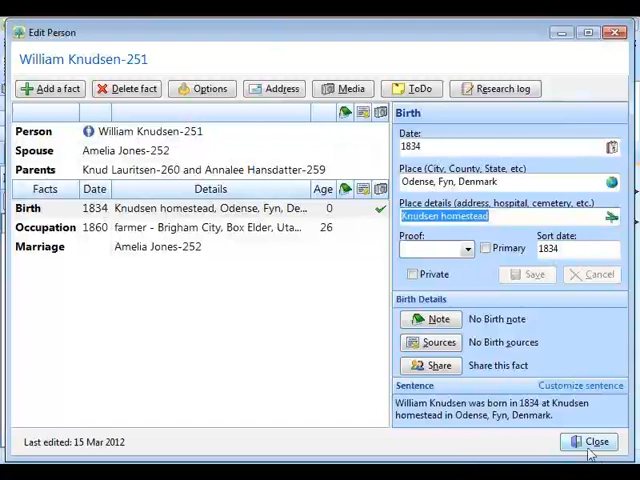 Edit Person
William Knudsen-251
Add a fact Delete fact Options Address Media ToDo Research log
Person William Knudsen-251
Spouse Amelia Jones-252
Parents Knud Lauritsen-260 and Annalee Hansdatter-259
Facts Date Details Age
Birth 1834 Knudsen homestead, Odense, Fyn, De... 0
Occupation 1860 farmer - Brigham City, Box Elder, Uta... 26
Marriage Amelia Jones-252
Birth
Date:
1834
Place (City, County, State, etc)
Odense, Fyn, Denmark
Place details (address, hospital, cemetery, etc.)
Knudsen homestead
Proof: Primary Sort date:
1834
Private Save Cancel
Birth Details
Note No Birth note
Sources No Birth sources
Share Share this fact
Sentence Customize sentence
William Knudsen was born in 1834 at Knudsen
homestead in Odense, Fyn, Denmark.
Last edited: 15 Mar 2012 Close